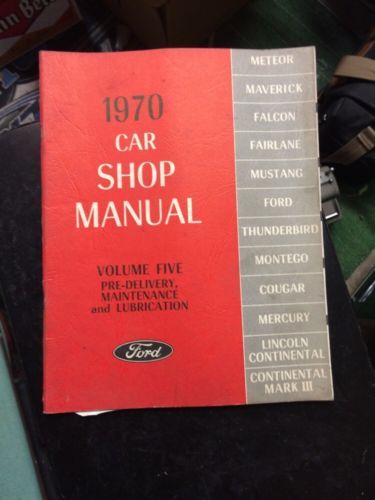 1970
CAR
SHOP
MANUAL
VOLUME FIVE
PRE-DELIVERY,
MAINTENANCE
and LUBRICATION
Ford
METEOR
MAVERICK
FALCON
FAIRLANE
MUSTANG
FORD
THUNDERBIRD
MONTEGO
COUGAR
MERCURY
LINCOLN
CONTINENTAL
CONTINENTAL
MARK III